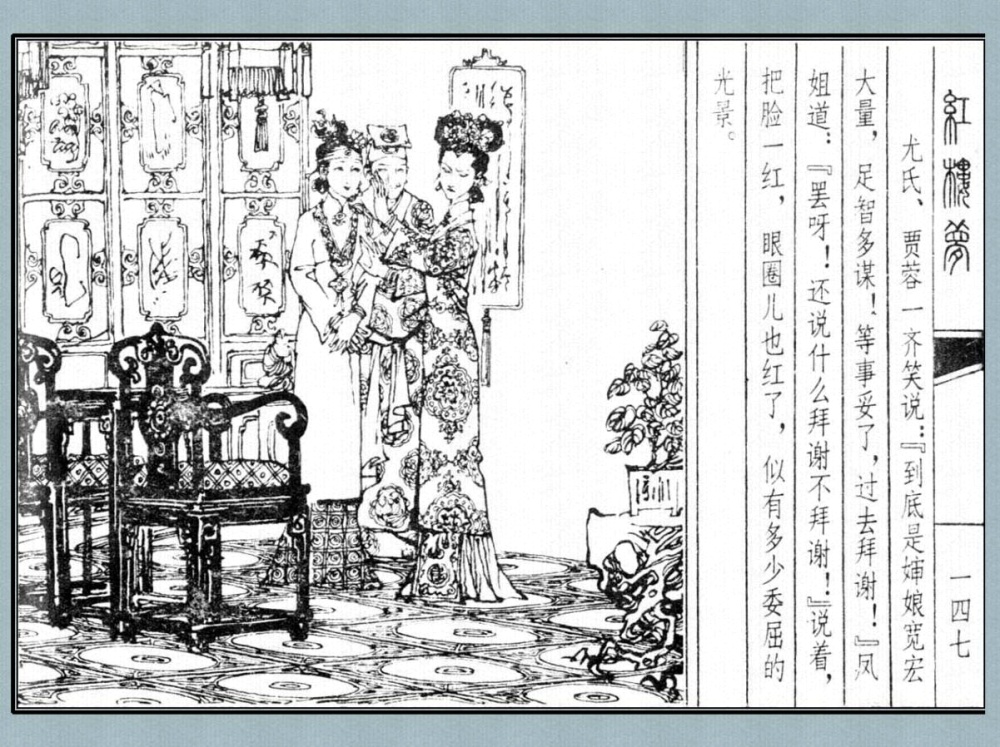 紅樓夢
一四七
尤氏、贾蓉一齐笑说：『到底是婶娘宽宏
大量，足智多谋！等事妥了，过去拜谢！』凤
姐道：『罢呀！还说什么拜谢不拜谢！』说着，
把脸一红，眼圈儿也红了，似有多少委屈的
光景。